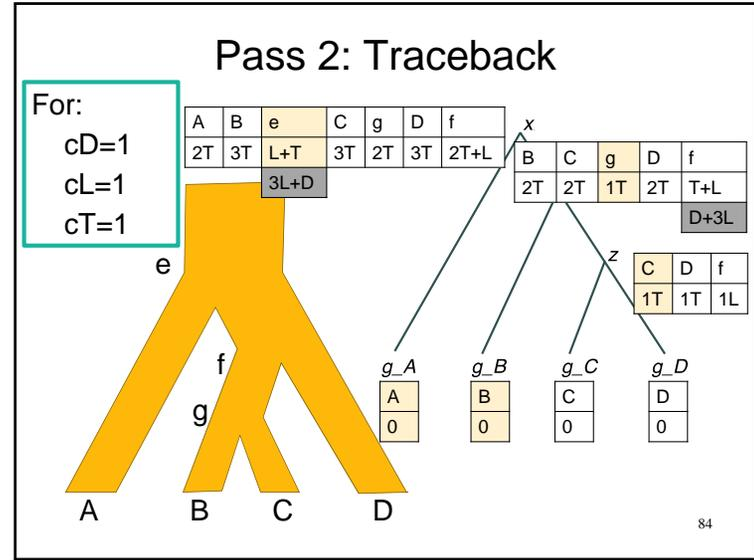 Pass 2: Traceback
For:
cD=1
cL=1
cT=1
A B e C g D f
2T 3T L+T 3T 2T 3T 2T+L
3L+D
x
B C g D f
2T 2T 1T 2T T+L
D+3L
z
C D f
1T 1T 1L
e
f
g
g_A g_B g_C g_D
A B C D
0 0 0 0
A B C D
84